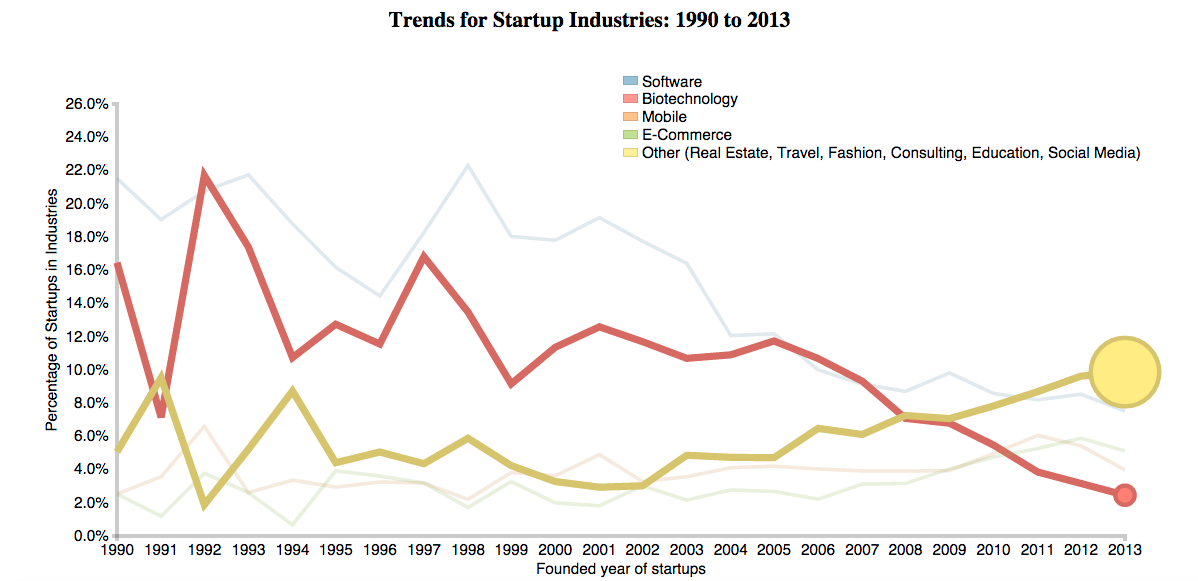 Trends for Startup Industries: 1990 to 2013
Software
Biotechnology
Mobile
E-Commerce
Other (Real Estate, Travel, Fashion, Consulting, Education, Social Media)
26.0%
24.0%
22.0%
20.0%
18.0%
16.0%
14.0%
12.0%
10.0%
8.0%
6.0%
4.0%
2.0%
0.0%
Percentage of Startups in Industries
1990 1991 1992 1993 1994 1995 1996 1997 1998 1999 2000 2001 2002 2003 2004 2005 2006 2007 2008 2009 2010 2011 2012 2013
Founded year of startups